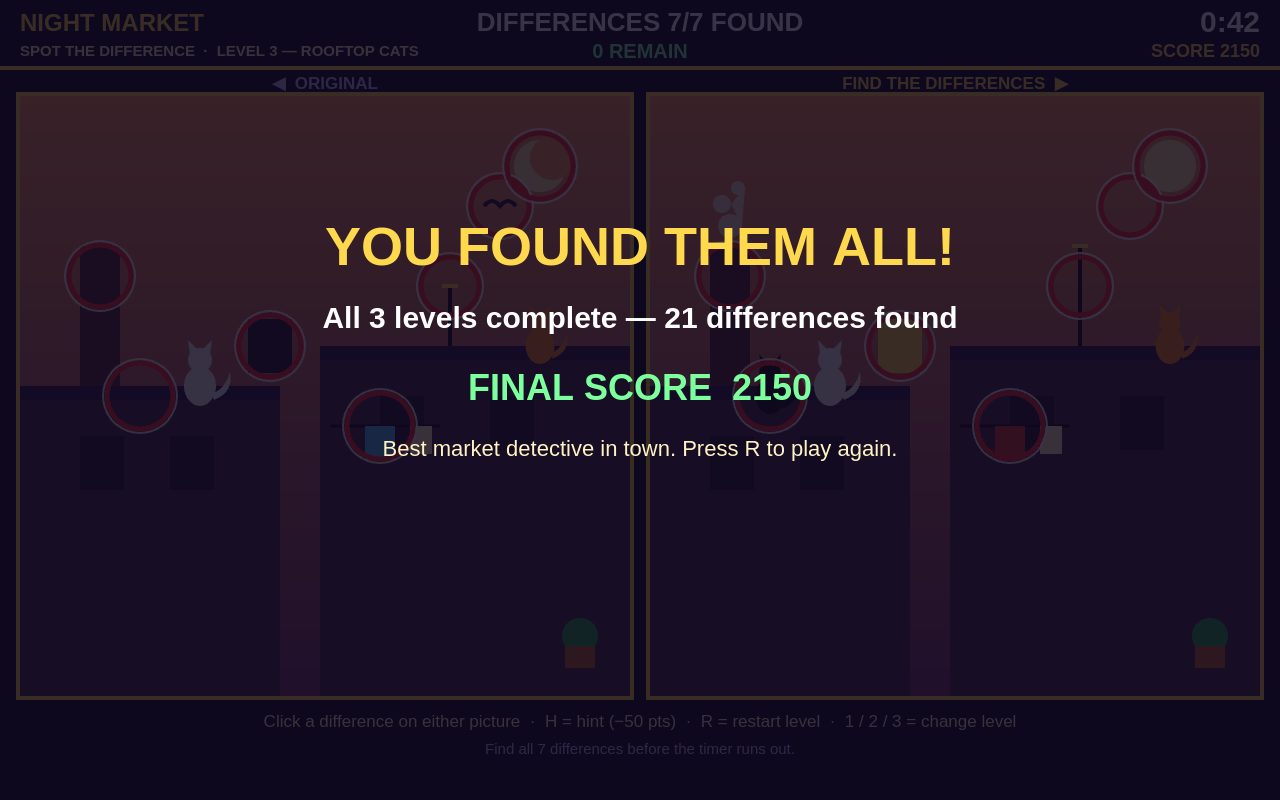 NIGHT MARKET
DIFFERENCES 7/7 FOUND
0:42
SPOT THE DIFFERENCE · LEVEL 3 — ROOFTOP CATS
0 REMAIN
SCORE 2150
◀ ORIGINAL
FIND THE DIFFERENCES ▶
YOU FOUND THEM ALL!
All 3 levels complete — 21 differences found
FINAL SCORE 2150
Best market detective in town. Press R to play again.
Click a difference on either picture · H = hint (−50 pts) · R = restart level · 1 / 2 / 3 = change level
Find all 7 differences before the timer runs out.